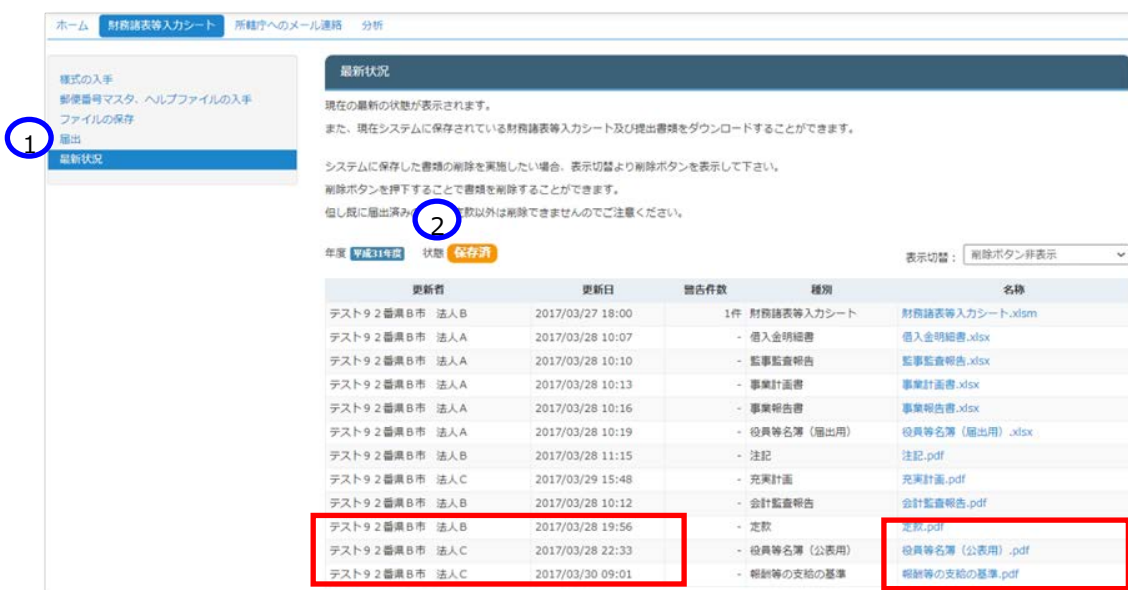 ホーム 財務諸表等入力シート 所轄庁へのメール連絡 分析
様式の入手
郵便番号マスタ、ヘルプファイルの入手
ファイルの保存
届出
最新状況
1
最新状況
現在の最新の状態が表示されます。
また、現在システムに保存されている財務諸表等入力シート及び提出書類をダウンロードすることができます。
システムに保存した書類の削除を実施したい場合、表示切替より削除ボタンを表示して下さい。
削除ボタンを押下することで書類を削除することができます。
但し既に届出済み 定款以外は削除できませんのでご注意ください。
2
年度 平成31年度 状態 保存済 表示切替: 削除ボタン非表示
更新者 更新日 警告件数 種別 名称
テスト92番県B市 法人B 2017/03/27 18:00 1件 財務諸表等入力シート 財務諸表等入力シート.xlsm
テスト92番県B市 法人A 2017/03/28 10:07 - 借入金明細書 借入金明細書.xlsx
テスト92番県B市 法人A 2017/03/28 10:10 - 監事監査報告 監事監査報告.xlsx
テスト92番県B市 法人A 2017/03/28 10:13 - 事業計画書 事業計画書.xlsx
テスト92番県B市 法人A 2017/03/28 10:16 - 事業報告書 事業報告書.xlsx
テスト92番県B市 法人A 2017/03/28 10:19 - 役員等名簿(届出用) 役員等名簿(届出用).xlsx
テスト92番県B市 法人B 2017/03/28 11:15 - 注記 注記.pdf
テスト92番県B市 法人C 2017/03/29 15:48 - 充実計画 充実計画.pdf
テスト92番県B市 法人B 2017/03/28 10:12 - 会計監査報告 会計監査報告.pdf
テスト92番県B市 法人B 2017/03/28 19:56 - 定款 定款.pdf
テスト92番県B市 法人C 2017/03/28 22:33 - 役員等名簿(公表用) 役員等名簿(公表用).pdf
テスト92番県B市 法人C 2017/03/30 09:01 - 報酬等の支給の基準 報酬等の支給の基準.pdf